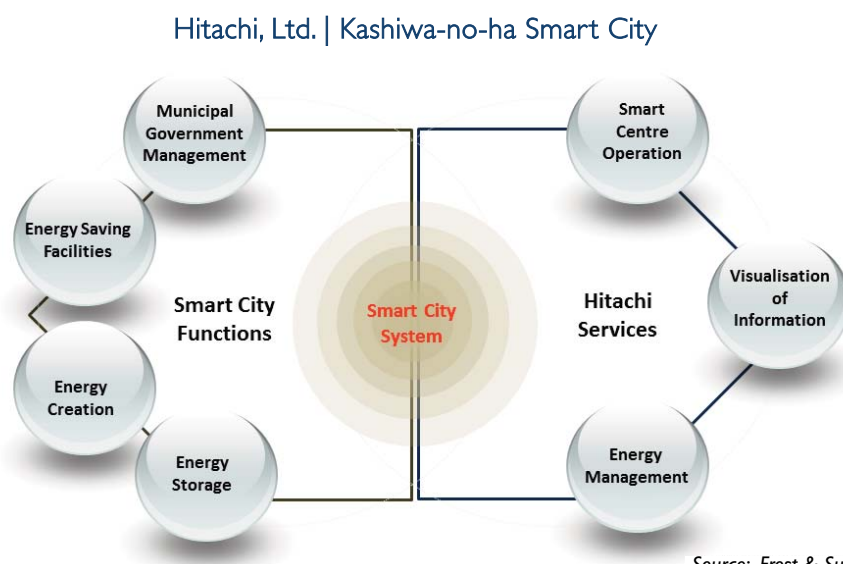 Hitachi, Ltd. | Kashiwa-no-ha Smart City
Municipal
Government
Management
Energy Saving
Facilities
Energy
Creation
Energy
Storage
Smart City
Functions
Smart City
System
Hitachi
Services
Smart
Centre
Operation
Visualisation
of
Information
Energy
Management
Source: Frost &